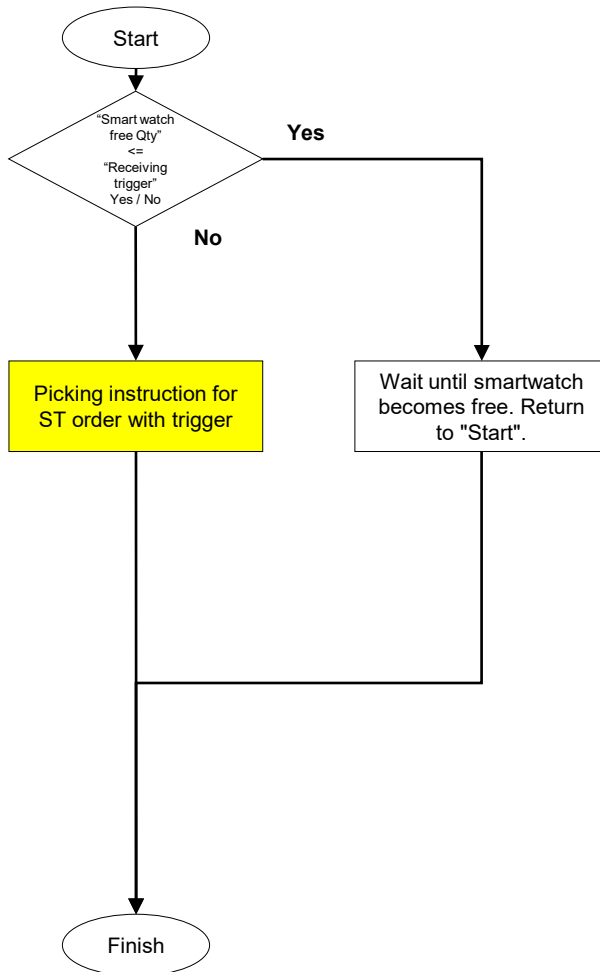 Start
“Smart watch
free Qty”
<=
“Receiving
trigger”
Yes / No
Yes
No
Picking instruction for
ST order with trigger
Wait until smartwatch
becomes free. Return
to "Start".
Finish